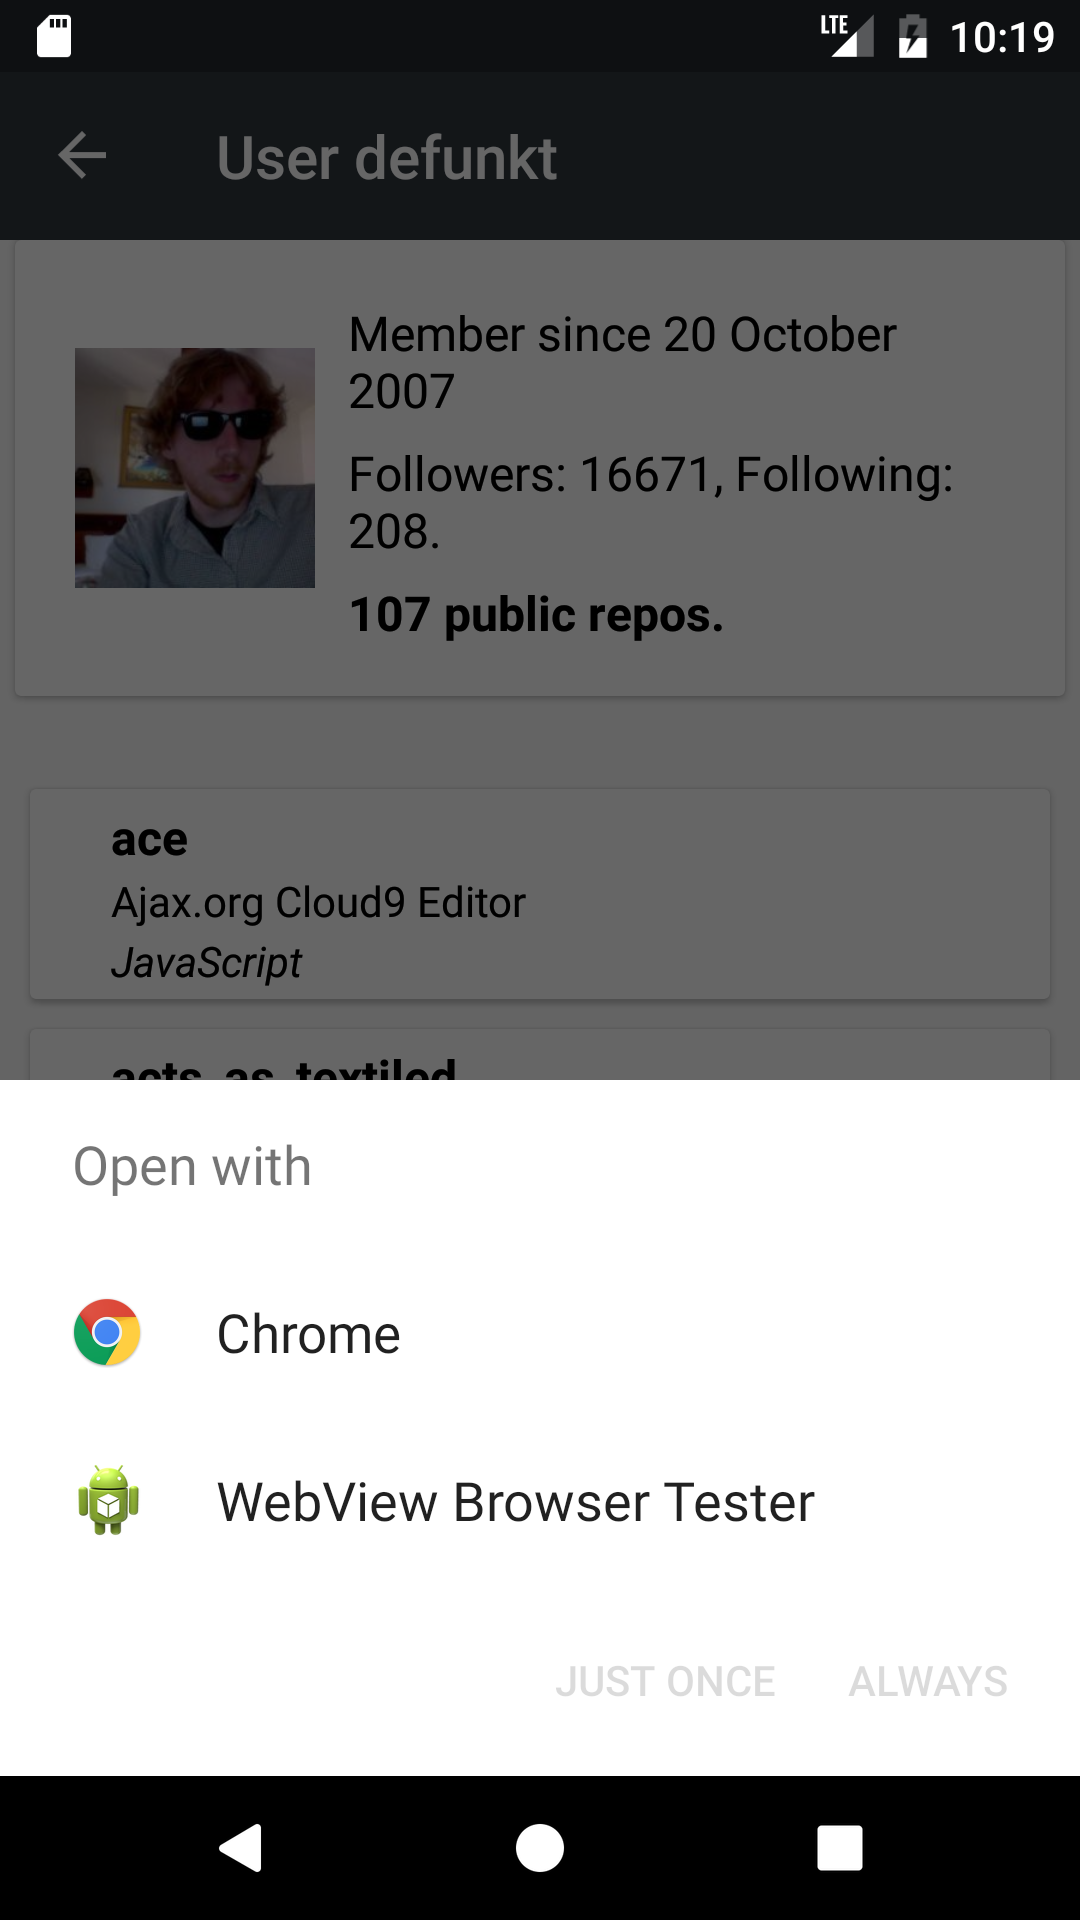 LTE 10:19
User defunkt
Member since 20 October
2007
Followers: 16671, Following:
208.
107 public repos.
ace
Ajax.org Cloud9 Editor
JavaScript
acts_as_textiled
Open with
Chrome
WebView Browser Tester
JUST ONCE ALWAYS